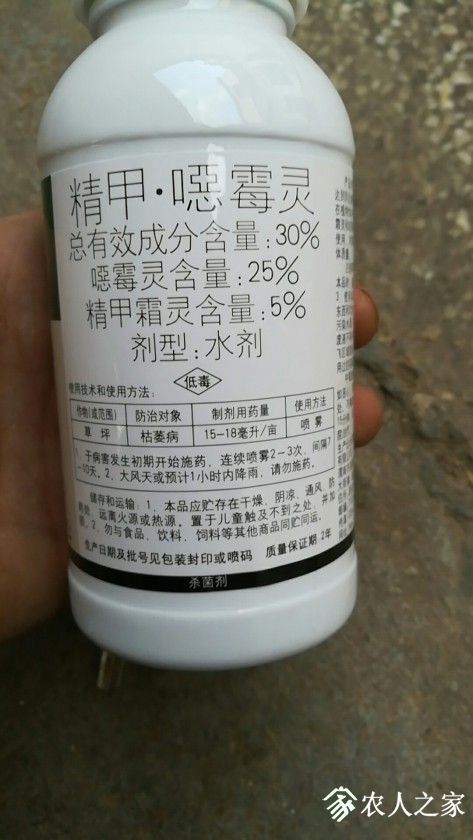 精甲·噁霉灵
总有效成分含量:30%
噁霉灵含量:25%
精甲霜灵含量:5%
剂型:水剂
低毒
使用技术和使用方法:
作物(或范围) 防治对象 制剂用药量 使用方法
草坪 枯萎病 15-18毫升/亩 喷雾
1、于病害发生初期开始施药,连续喷雾2~3次,间隔7
-10天。2、大风天或预计1小时内降雨,请勿施药。
储存和运输:1、本品应贮存在干燥、阴凉、通风、防
雨处,远离火源或热源。置于儿童触及不到之处,并加
锁。2、勿与食品、饮料、饲料等其他商品同贮同运。
生产日期及批号见包装封印或喷码 质量保证期 2年
杀菌剂
农人之家